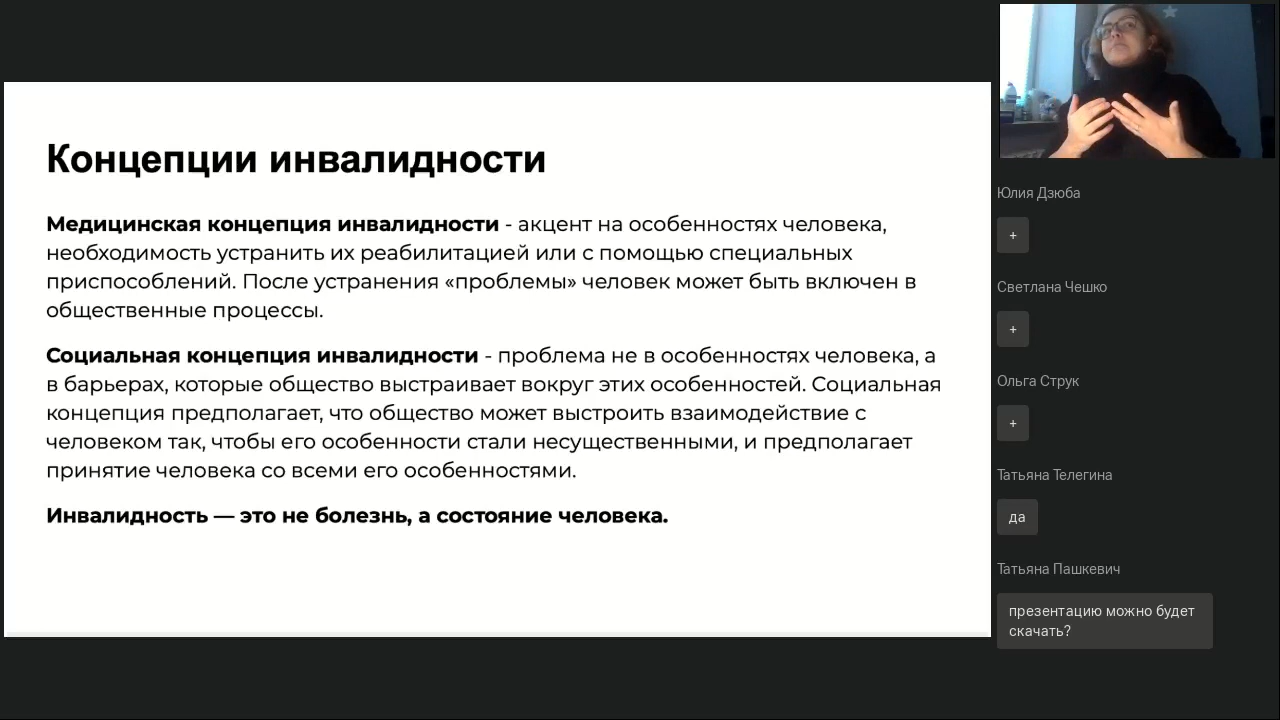 Концепции инвалидности
Медицинская концепция инвалидности - акцент на особенностях человека,
необходимость устранить их реабилитацией или с помощью специальных
приспособлений. После устранения «проблемы» человек может быть включен в
общественные процессы.
Социальная концепция инвалидности - проблема не в особенностях человека, а
в барьерах, которые общество выстраивает вокруг этих особенностей. Социальная
концепция предполагает, что общество может выстроить взаимодействие с
человеком так, чтобы его особенности стали несущественными, и предполагает
принятие человека со всеми его особенностями.
Инвалидность — это не болезнь, а состояние человека.
Юлия Дзюба
+
Светлана Чешко
+
Ольга Струк
+
Татьяна Телегина
да
Татьяна Пашкевич
презентацию можно будет
скачать?